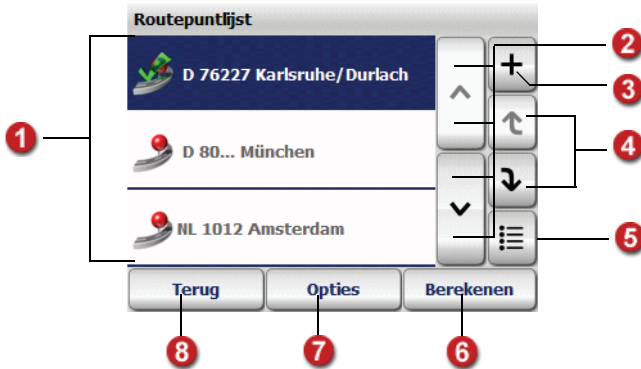 Routepuntlijst
D 76227 Karlsruhe/Durlach
D 80... München
NL 1012 Amsterdam
Terug
Opties
Berekenen
1
2
3
4
5
6
7
8